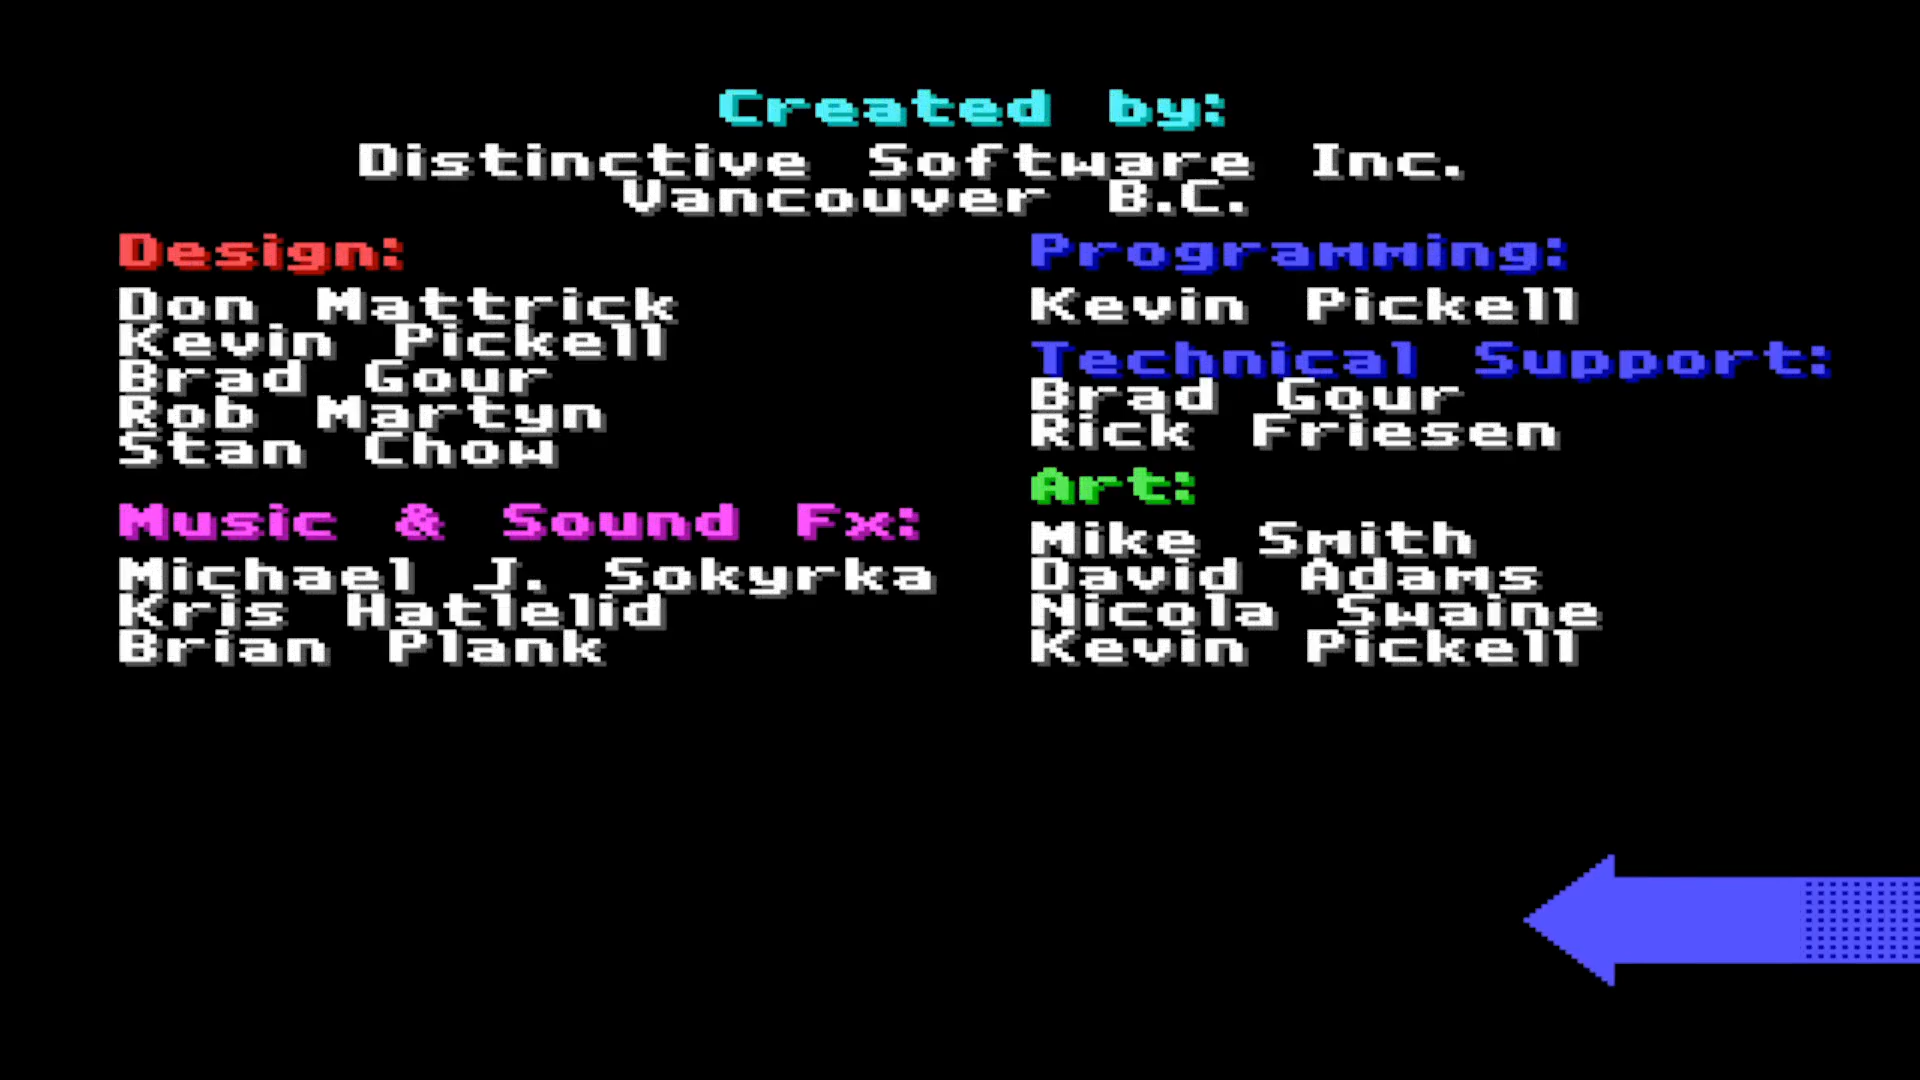 Created by:
Distinctive Software Inc.
Vancouver B.C.
Design:
Don Mattrick
Kevin Pickell
Brad Gour
Rob Martyn
Stan Chow
Music & Sound Fx:
Michael J. Sokyrka
Kris Hatlelid
Brian Plank
Programming:
Kevin Pickell
Technical Support:
Brad Gour
Rick Friesen
Art:
Mike Smith
David Adams
Nicola Swaine
Kevin Pickell